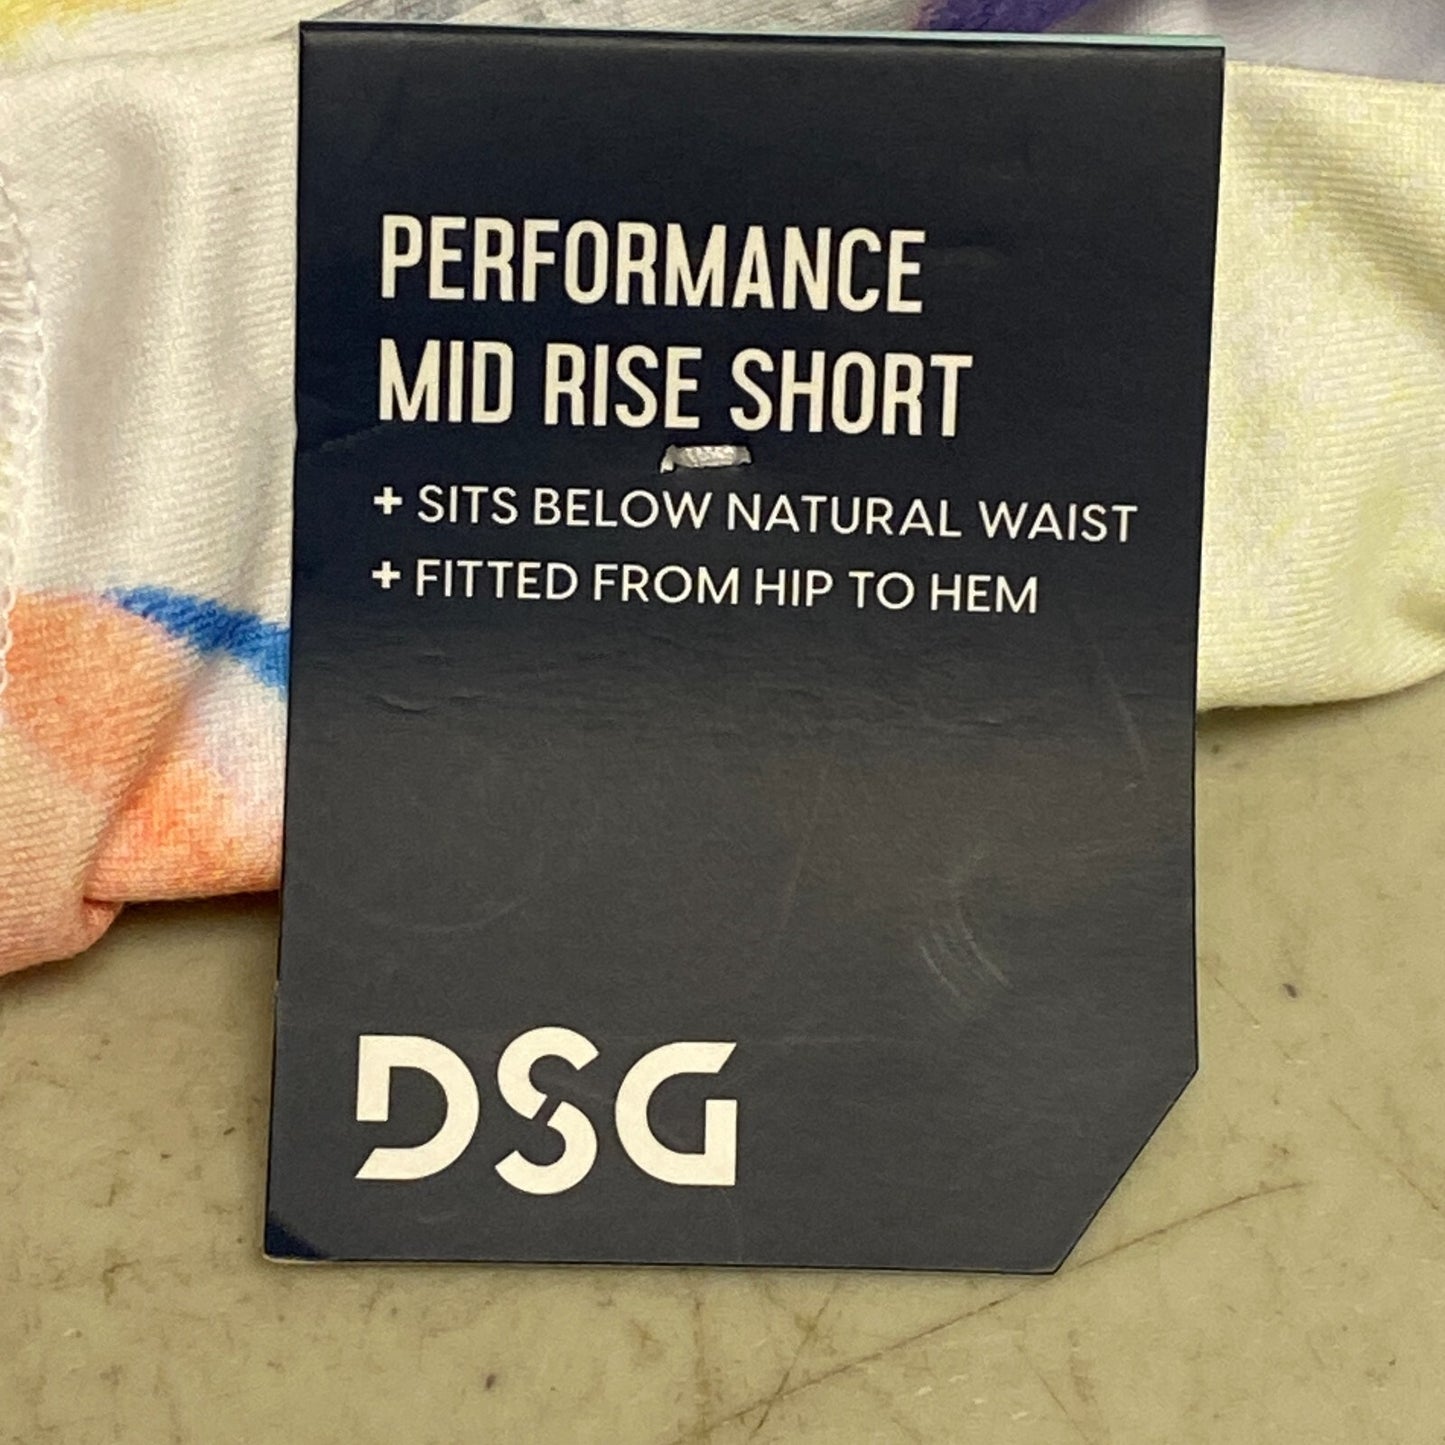 PERFORMANCE
MID RISE SHORT
+ SITS BELOW NATURAL WAIST
+ FITTED FROM HIP TO HEM
DSG